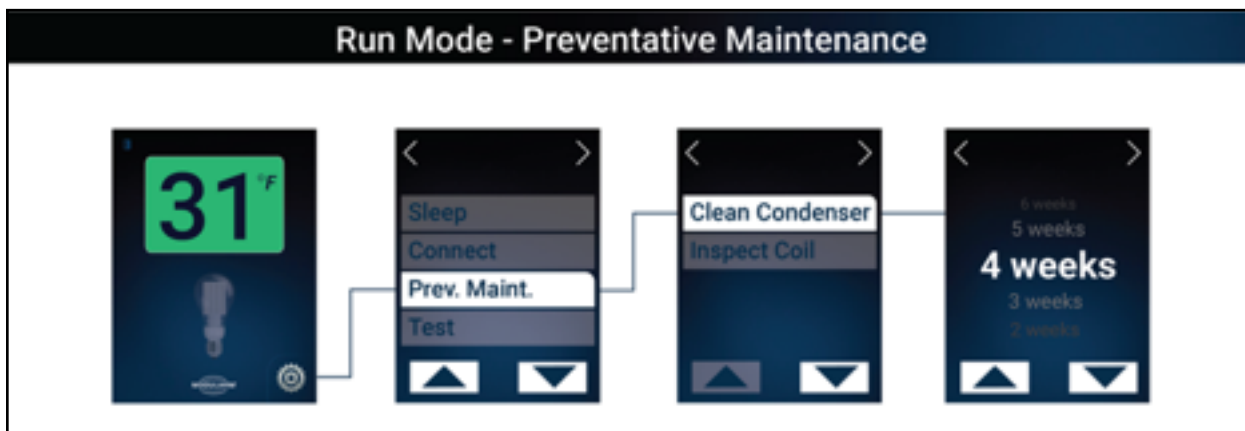 Run Mode - Preventative Maintenance
31 °F
Sleep
Connect
Prev. Maint.
Test
Clean Condenser
Inspect Coil
6 weeks
5 weeks
4 weeks
3 weeks
2 weeks